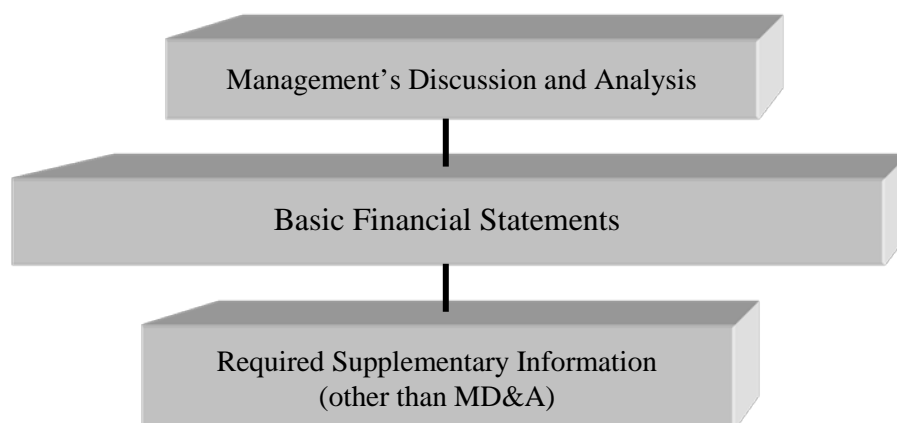 Management’s Discussion and Analysis
Basic Financial Statements
Required Supplementary Information
(other than MD&A)